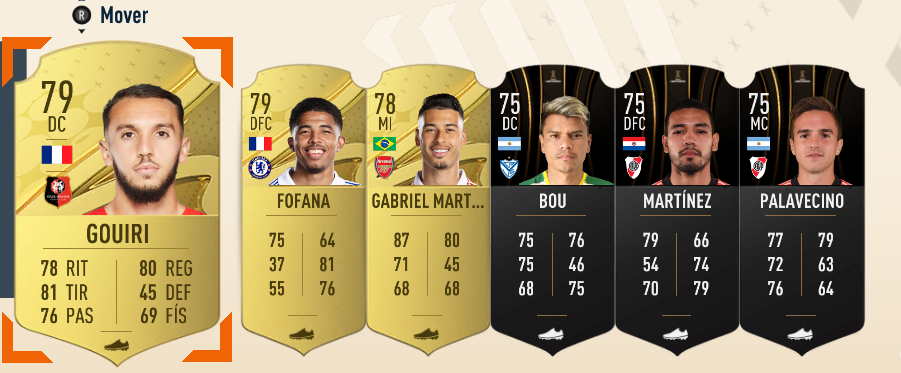 R Mover
79
DC
GOUIRI
78 RIT 80 REG
81 TIR 45 DEF
76 PAS 69 FÍS
79
DFC
FOFANA
75 64
37 81
55 76
78
MI
GABRIEL MART...
87 80
71 45
68 68
75
DC
BOU
75 76
75 46
68 75
75
DFC
MARTÍNEZ
79 66
54 74
70 79
75
MC
PALAVECINO
77 79
72 63
76 64